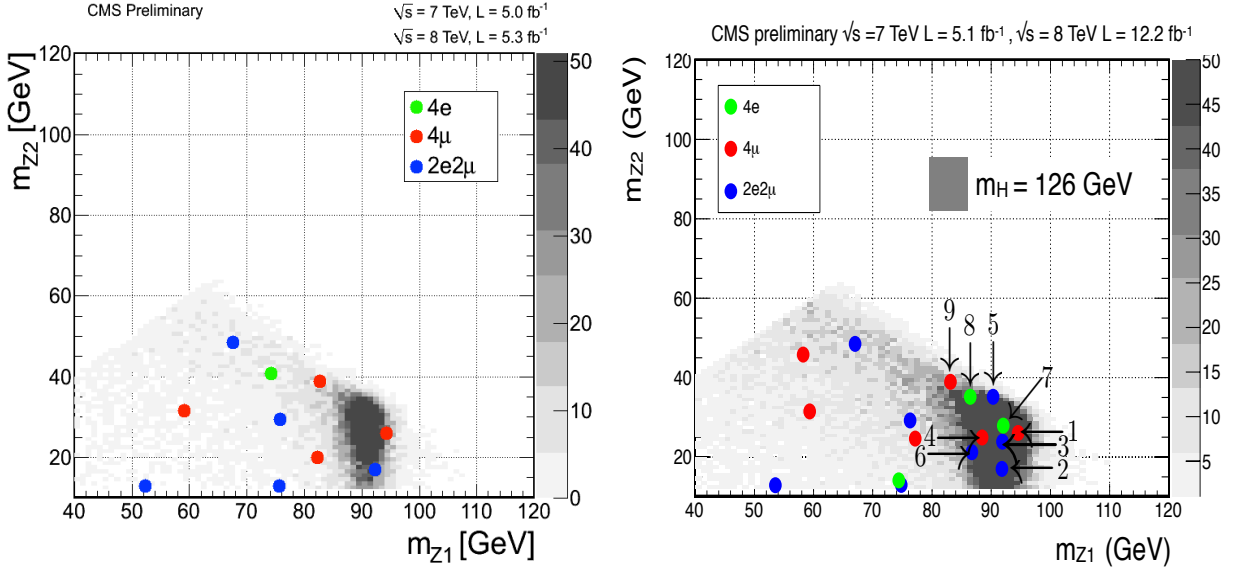 CMS Preliminary
√s = 7 TeV, L = 5.0 fb⁻¹
√s = 8 TeV, L = 5.3 fb⁻¹
m_Z2 [GeV]
120
100
80
60
40
20
4e
4μ
2e2μ
50
40
30
20
10
0
40 50 60 70 80 90 100 110 120
m_Z1 [GeV]
CMS preliminary √s =7 TeV L = 5.1 fb⁻¹ , √s = 8 TeV L = 12.2 fb⁻¹
m_Z2 (GeV)
120
100
80
60
40
20
4e
4μ
2e2μ
m_H = 126 GeV
9 8 5
7
4 1
6 3
2
50
45
40
35
30
25
20
15
10
5
40 50 60 70 80 90 100 110 120
m_Z1 (GeV)